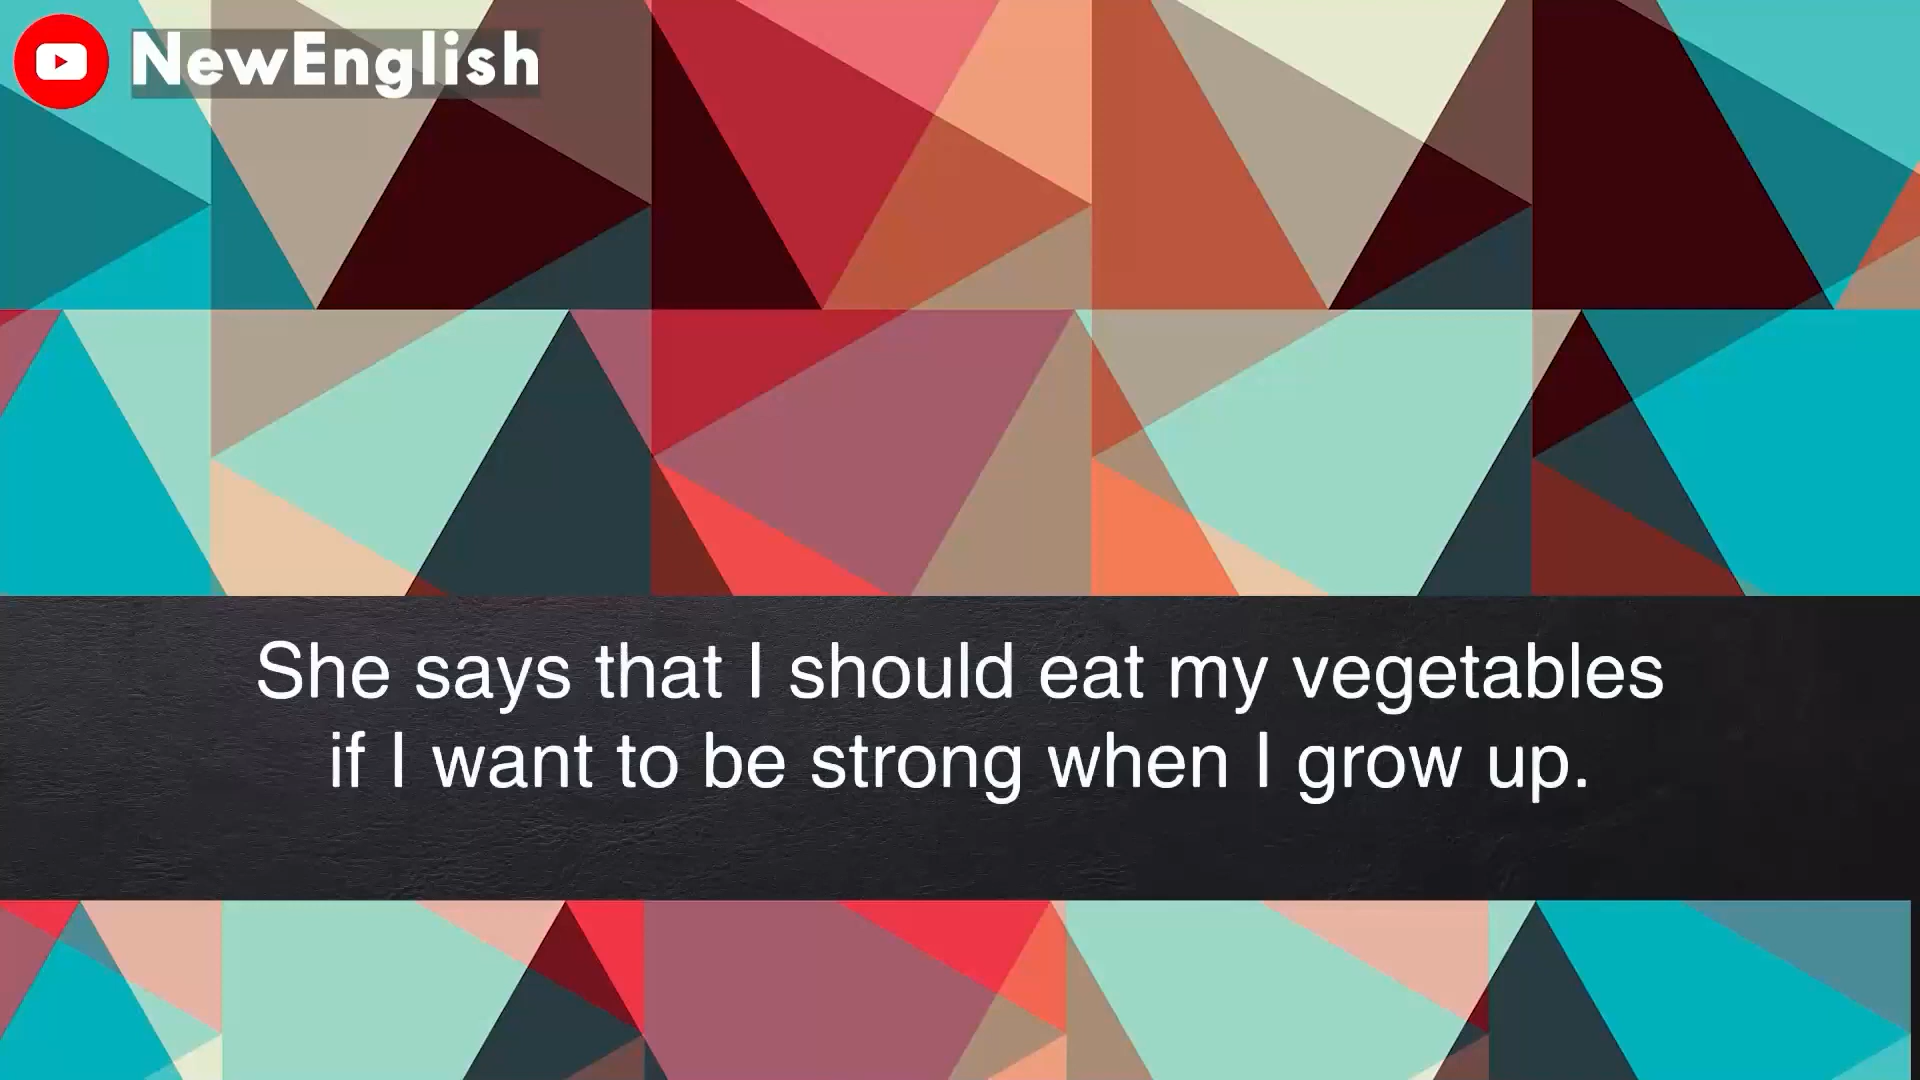 NewEnglish
She says that I should eat my vegetables
if I want to be strong when I grow up.